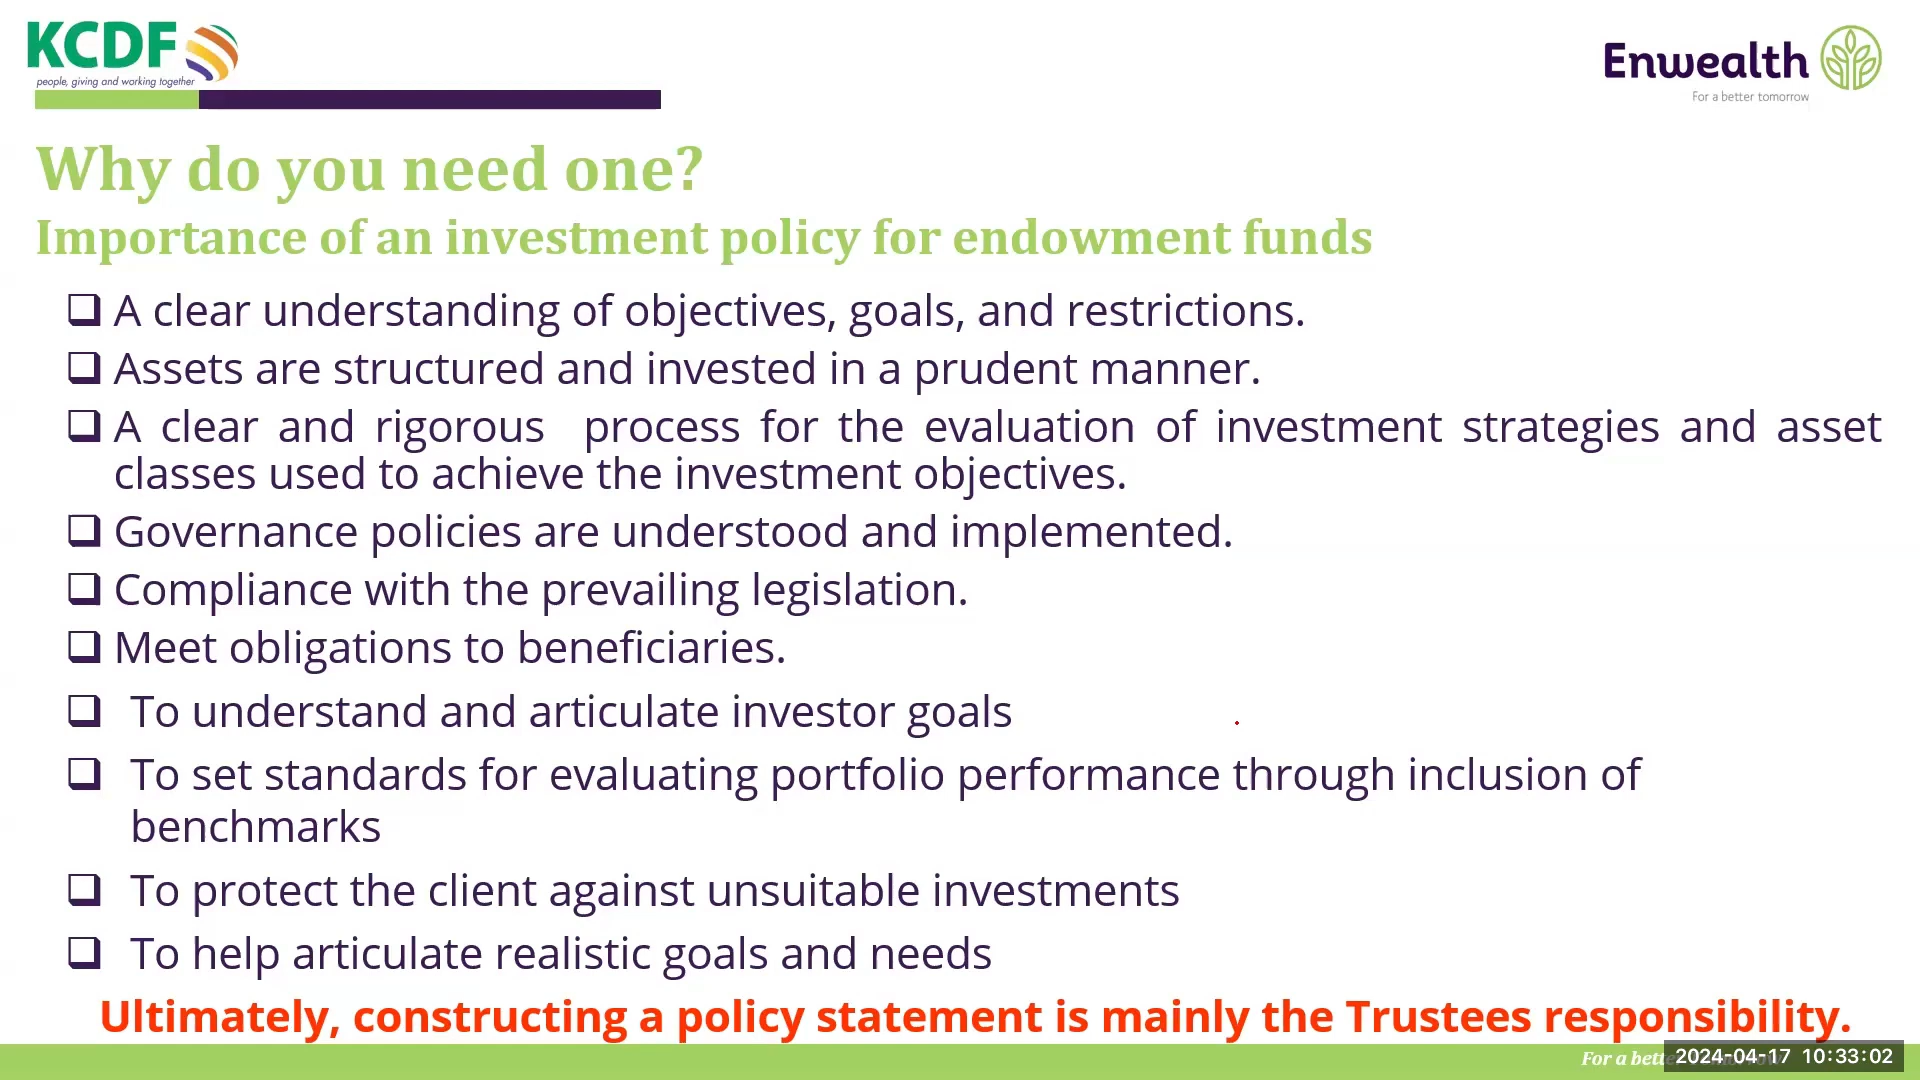 KCDF
people, giving and working together
Enwealth
For a better tomorrow
Why do you need one?
Importance of an investment policy for endowment funds
❑ A clear understanding of objectives, goals, and restrictions.
❑ Assets are structured and invested in a prudent manner.
❑ A clear and rigorous process for the evaluation of investment strategies and asset
classes used to achieve the investment objectives.
❑ Governance policies are understood and implemented.
❑ Compliance with the prevailing legislation.
❑ Meet obligations to beneficiaries.
❑ To understand and articulate investor goals
❑ To set standards for evaluating portfolio performance through inclusion of
benchmarks
❑ To protect the client against unsuitable investments
❑ To help articulate realistic goals and needs
Ultimately, constructing a policy statement is mainly the Trustees responsibility.
For a
2024-04-17 10:33:02